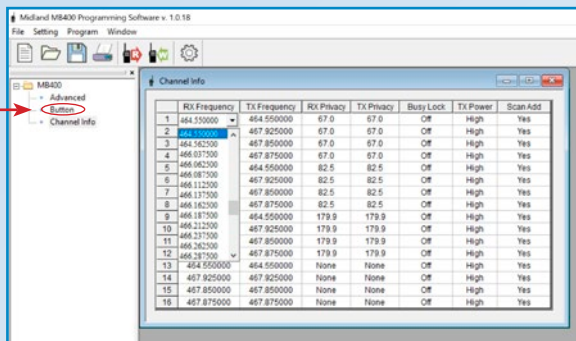 Midland MB400 Programming Software v. 1.0.18
File Setting Program Window
MB400
Advanced
Button
Channel Info
Channel Info
RX Frequency TX Frequency RX Privacy TX Privacy Busy Lock TX Power Scan Add
1 464.550000 464.550000 67.0 67.0 Off High Yes
2 464.550000 467.925000 67.0 67.0 Off High Yes
3 464.562500 467.850000 67.0 67.0 Off High Yes
4 466.037500 467.875000 67.0 67.0 Off High Yes
5 466.062500 464.550000 82.5 82.5 Off High Yes
6 466.087500 467.925000 82.5 82.5 Off High Yes
7 466.112500 467.850000 82.5 82.5 Off High Yes
8 466.137500 467.875000 82.5 82.5 Off High Yes
466.162500
9 466.187500 464.550000 179.9 179.9 Off High Yes
10 466.212500 467.925000 179.9 179.9 Off High Yes
11 466.237500 467.850000 179.9 179.9 Off High Yes
12 466.262500 467.875000 179.9 179.9 Off High Yes
466.287500
13 464.550000 464.550000 None None Off High Yes
14 467.925000 467.925000 None None Off High Yes
15 467.850000 467.850000 None None Off High Yes
16 467.875000 467.875000 None None Off High Yes